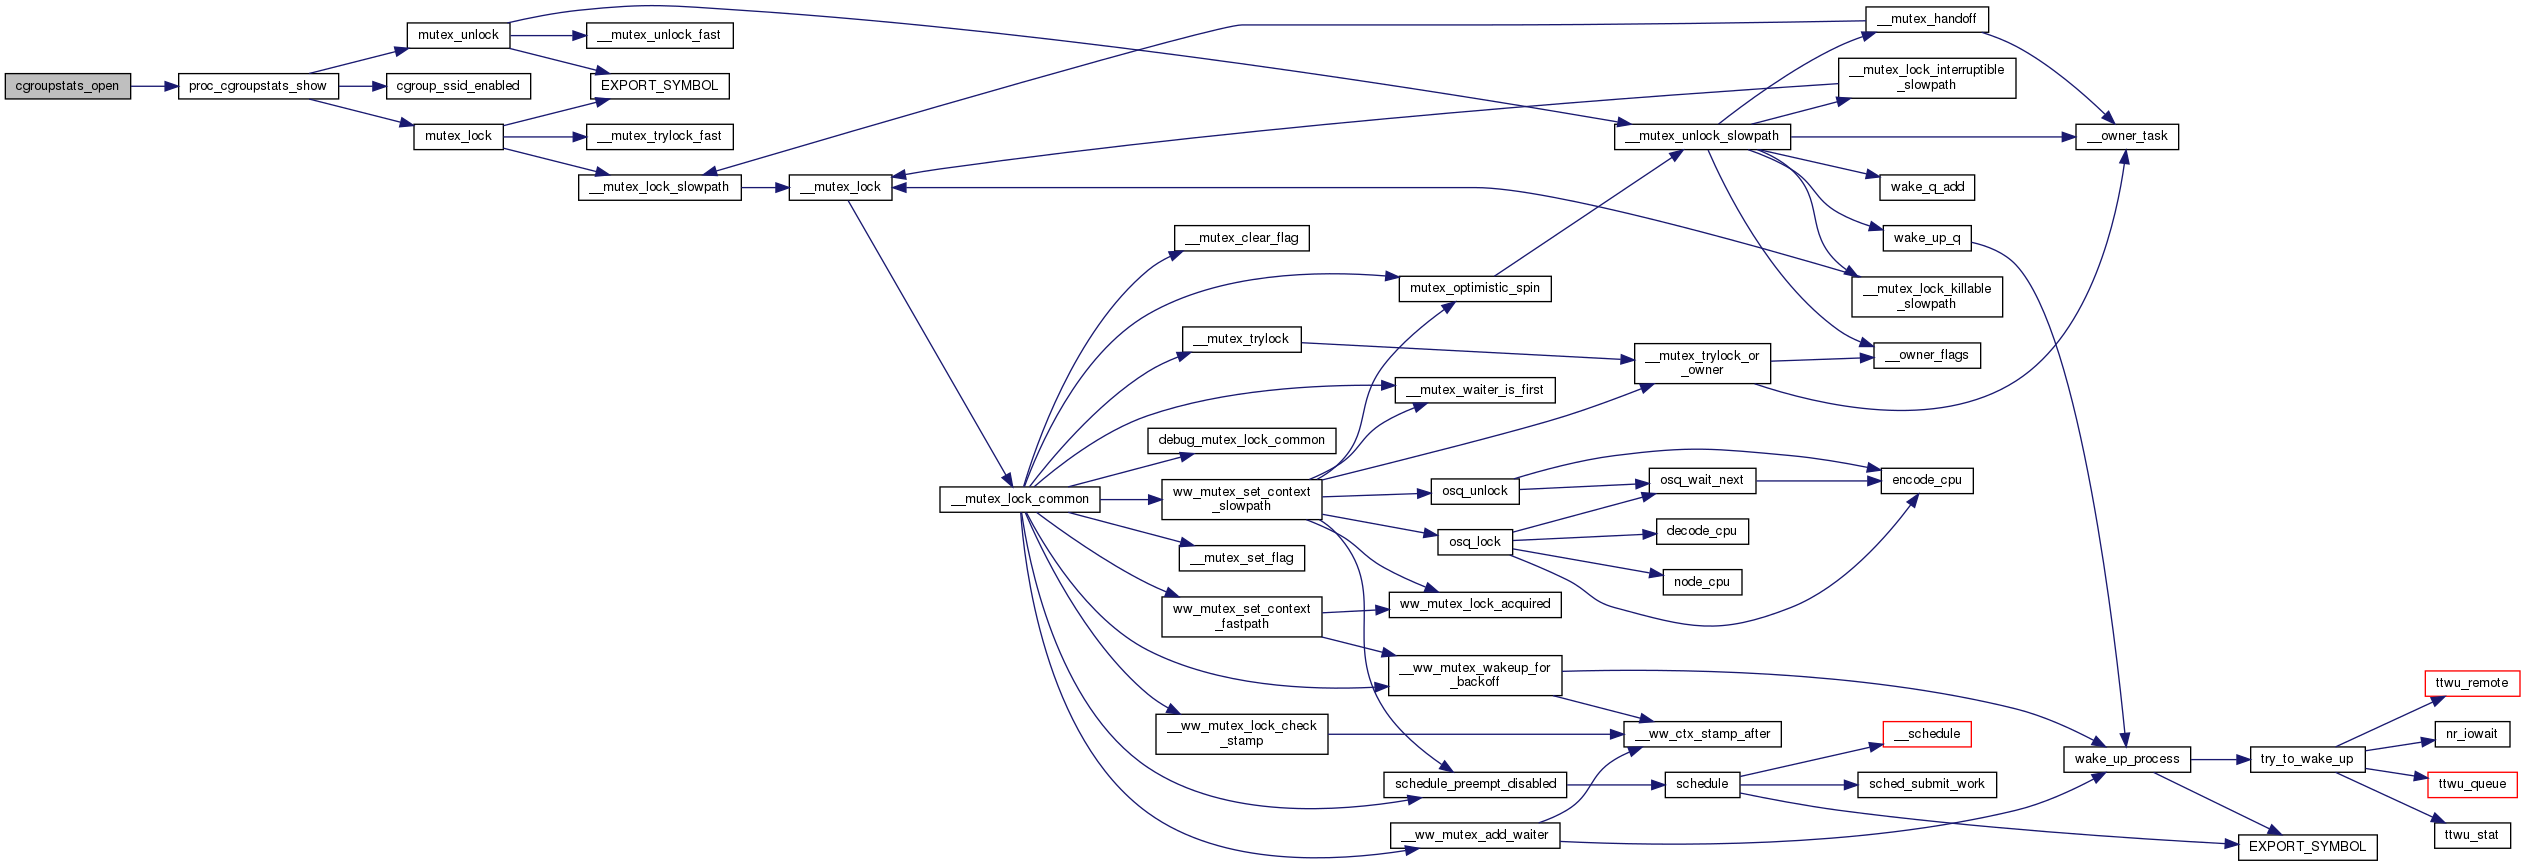 cgroupstats_open
proc_cgroupstats_show
mutex_unlock
cgroup_ssid_enabled
mutex_lock
__mutex_unlock_fast
EXPORT_SYMBOL
__mutex_trylock_fast
__mutex_lock_slowpath
__mutex_lock
__mutex_lock_common
__mutex_clear_flag
mutex_optimistic_spin
__mutex_trylock
__mutex_waiter_is_first
debug_mutex_lock_common
ww_mutex_set_context
_slowpath
__mutex_set_flag
ww_mutex_set_context
_fastpath
__ww_mutex_lock_check
_stamp
osq_unlock
osq_lock
ww_mutex_lock_acquired
__ww_mutex_wakeup_for
_backoff
schedule_preempt_disabled
__ww_mutex_add_waiter
__mutex_unlock_slowpath
__mutex_trylock_or
_owner
osq_wait_next
decode_cpu
node_cpu
__ww_ctx_stamp_after
schedule
__mutex_handoff
__mutex_lock_interruptible
_slowpath
wake_q_add
wake_up_q
__mutex_lock_killable
_slowpath
__owner_flags
encode_cpu
__schedule
sched_submit_work
__owner_task
wake_up_process
try_to_wake_up
EXPORT_SYMBOL
ttwu_remote
nr_iowait
ttwu_queue
ttwu_stat